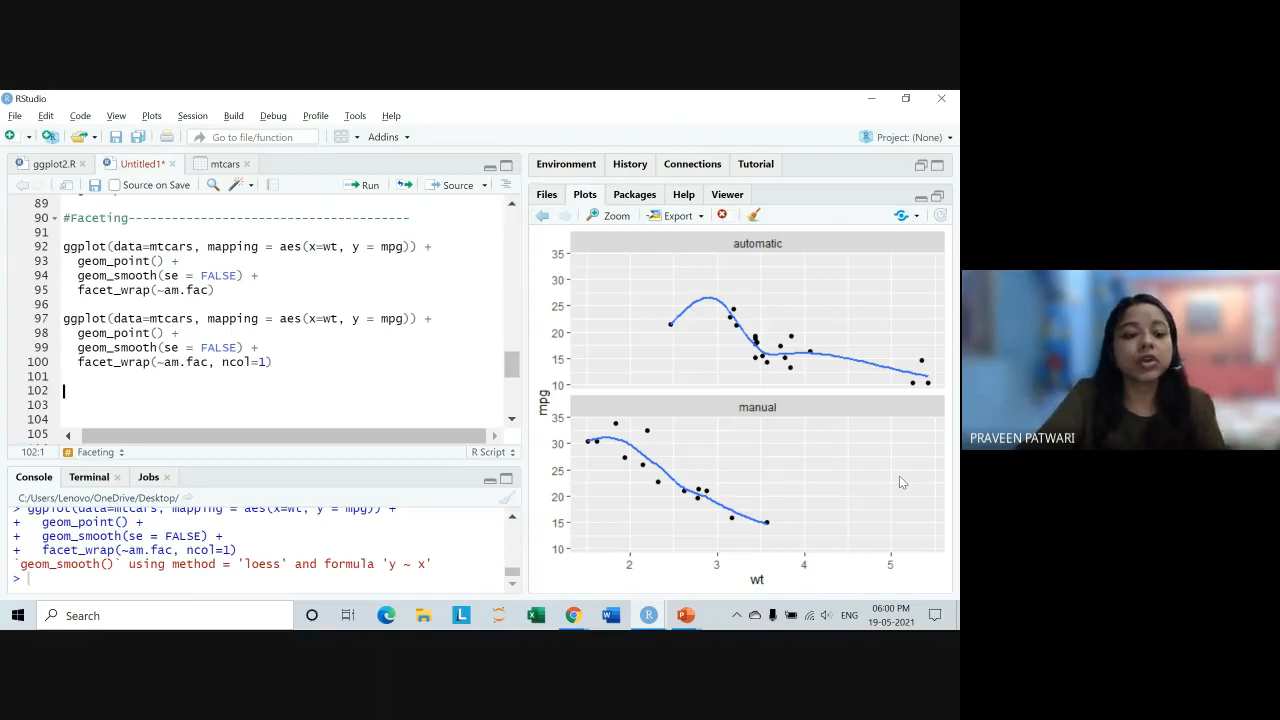 RStudio
File Edit Code View Plots Session Build Debug Profile Tools Help
Go to file/function
Addins
Project: (None)
ggplot2.R
Untitled1*
mtcars
Source on Save
Run
Source
89
90 #Faceting---------------------------------------
91
92 ggplot(data=mtcars, mapping = aes(x=wt, y = mpg)) +
93 geom_point() +
94 geom_smooth(se = FALSE) +
95 facet_wrap(~am.fac)
96
97 ggplot(data=mtcars, mapping = aes(x=wt, y = mpg)) +
98 geom_point() +
99 geom_smooth(se = FALSE) +
100 facet_wrap(~am.fac, ncol=1)
101
102
103
104
105
102:1 # Faceting R Script
Console Terminal Jobs
C:/Users/Lenovo/OneDrive/Desktop/
> ggplot(data=mtcars, mapping = aes(x=wt, y = mpg)) +
+ geom_point() +
+ geom_smooth(se = FALSE) +
+ facet_wrap(~am.fac, ncol=1)
`geom_smooth()` using method = 'loess' and formula 'y ~ x'
>
Environment History Connections Tutorial
Files Plots Packages Help Viewer
Zoom Export
automatic
35
30
25
20
15
10
mpg
manual
35
30
25
20
15
10
2 3 4 5
wt
PRAVEEN PATWARI
Search
ENG
06:00 PM
19-05-2021